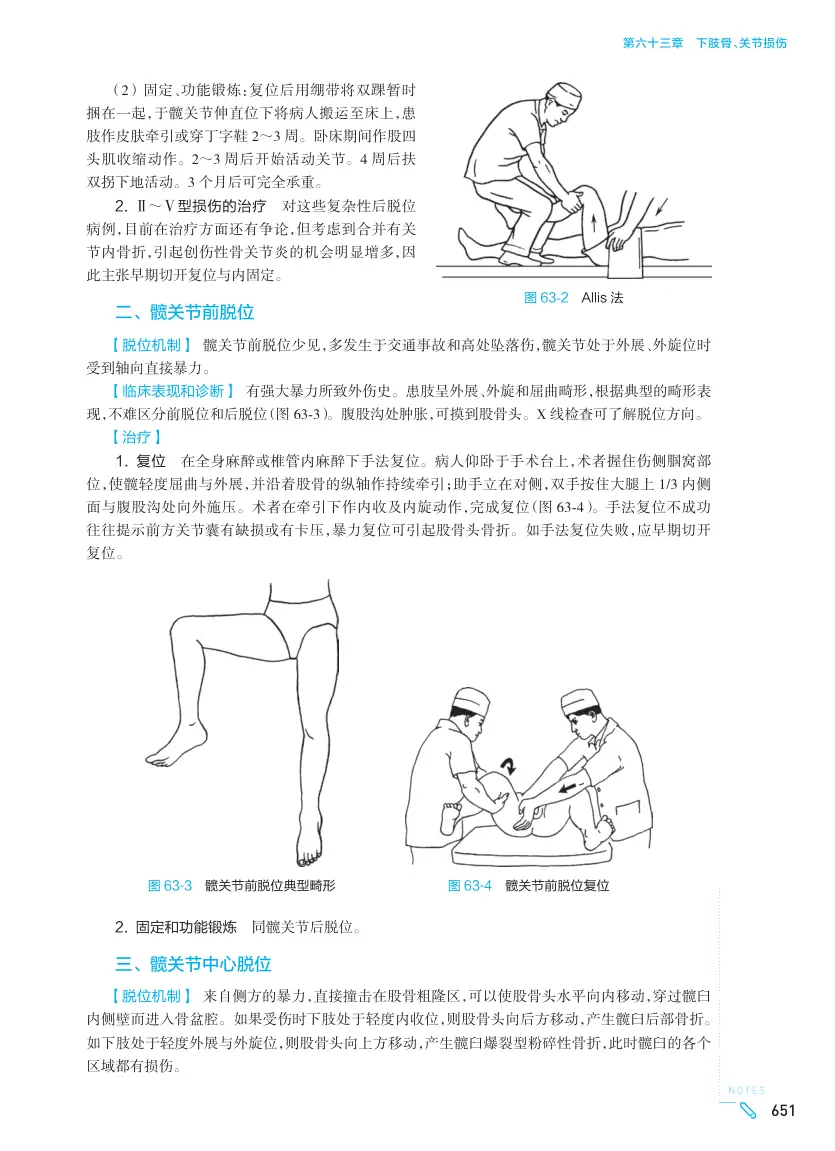 第六十三章 下肢骨、关节损伤
（2）固定、功能锻炼：复位后用绷带将双踝暂时
捆在一起，于髋关节伸直位下将病人搬运至床上，患
肢作皮肤牵引或穿丁字鞋 2～3 周。卧床期间作股四
头肌收缩动作。2～3 周后开始活动关节。4 周后扶
双拐下地活动。3 个月后可完全承重。
2. Ⅱ～Ⅴ型损伤的治疗 对这些复杂性后脱位
病例，目前在治疗方面还有争论，但考虑到合并有关
节内骨折，引起创伤性骨关节炎的机会明显增多，因
此主张早期切开复位与内固定。
图 63-2 Allis 法
二、髋关节前脱位
【脱位机制】 髋关节前脱位少见，多发生于交通事故和高处坠落伤，髋关节处于外展、外旋位时
受到轴向直接暴力。
【临床表现和诊断】 有强大暴力所致外伤史。患肢呈外展、外旋和屈曲畸形，根据典型的畸形表
现，不难区分前脱位和后脱位（图 63-3）。腹股沟处肿胀，可摸到股骨头。X 线检查可了解脱位方向。
【治疗】
1. 复位 在全身麻醉或椎管内麻醉下手法复位。病人仰卧于手术台上，术者握住伤侧腘窝部
位，使髋轻度屈曲与外展，并沿着股骨的纵轴作持续牵引；助手立在对侧，双手按住大腿上 1/3 内侧
面与腹股沟处向外施压。术者在牵引下作内收及内旋动作，完成复位（图 63-4）。手法复位不成功
往往提示前方关节囊有缺损或有卡压，暴力复位可引起股骨头骨折。如手法复位失败，应早期切开
复位。
图 63-3 髋关节前脱位典型畸形
图 63-4 髋关节前脱位复位
2. 固定和功能锻炼 同髋关节后脱位。
三、髋关节中心脱位
【脱位机制】 来自侧方的暴力，直接撞击在股骨粗隆区，可以使股骨头水平向内移动，穿过髋臼
内侧壁而进入骨盆腔。如果受伤时下肢处于轻度内收位，则股骨头向后方移动，产生髋臼后部骨折。
如下肢处于轻度外展与外旋位，则股骨头向上方移动，产生髋臼爆裂型粉碎性骨折，此时髋臼的各个
区域都有损伤。
NOTES
651